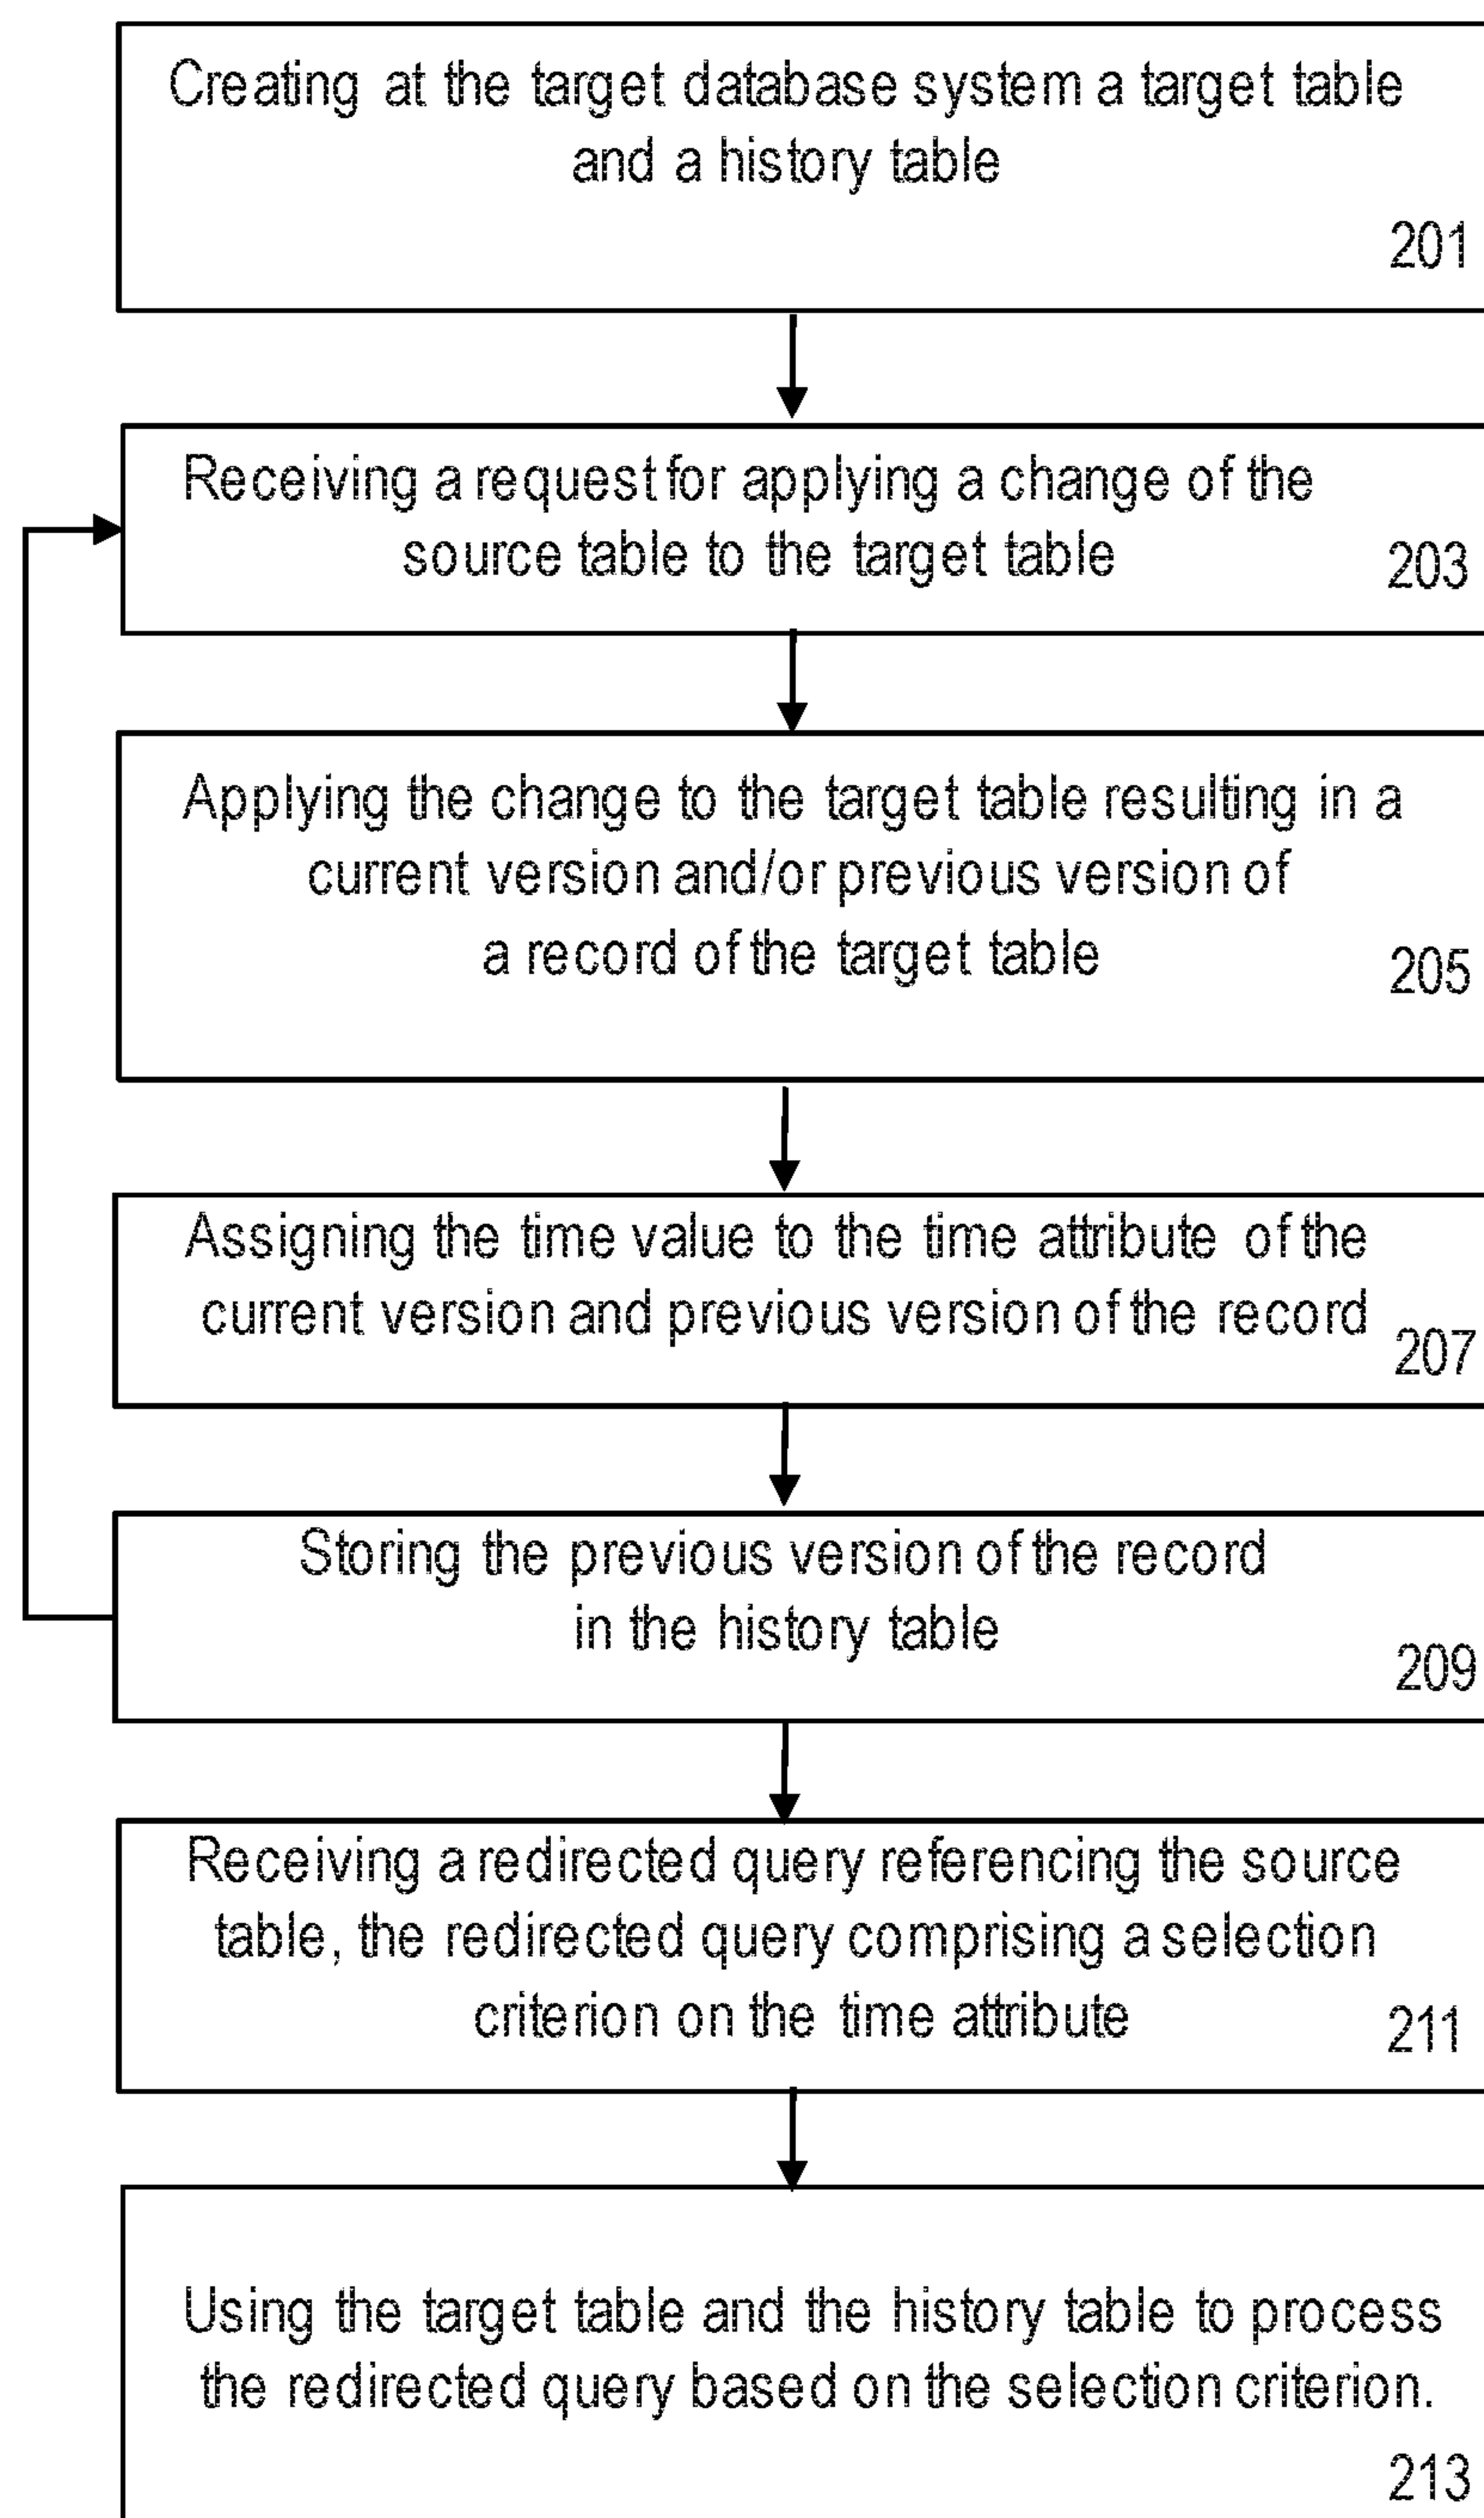 Creating at the target database system a target table
and a history table
201
Receiving a request for applying a change of the
source table to the target table
203
Applying the change to the target table resulting in a
current version and/or previous version of
a record of the target table
205
Assigning the time value to the time attribute of the
current version and previous version of the record
207
Storing the previous version of the record
in the history table
209
Receiving a redirected query referencing the source
table, the redirected query comprising a selection
criterion on the time attribute
211
Using the target table and the history table to process
the redirected query based on the selection criterion.
213